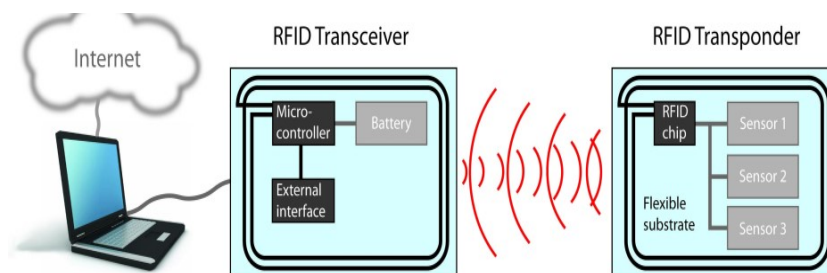 Internet
RFID Transceiver
Micro-
controller
Battery
External
interface
RFID Transponder
RFID
chip
Sensor 1
Sensor 2
Sensor 3
Flexible
substrate